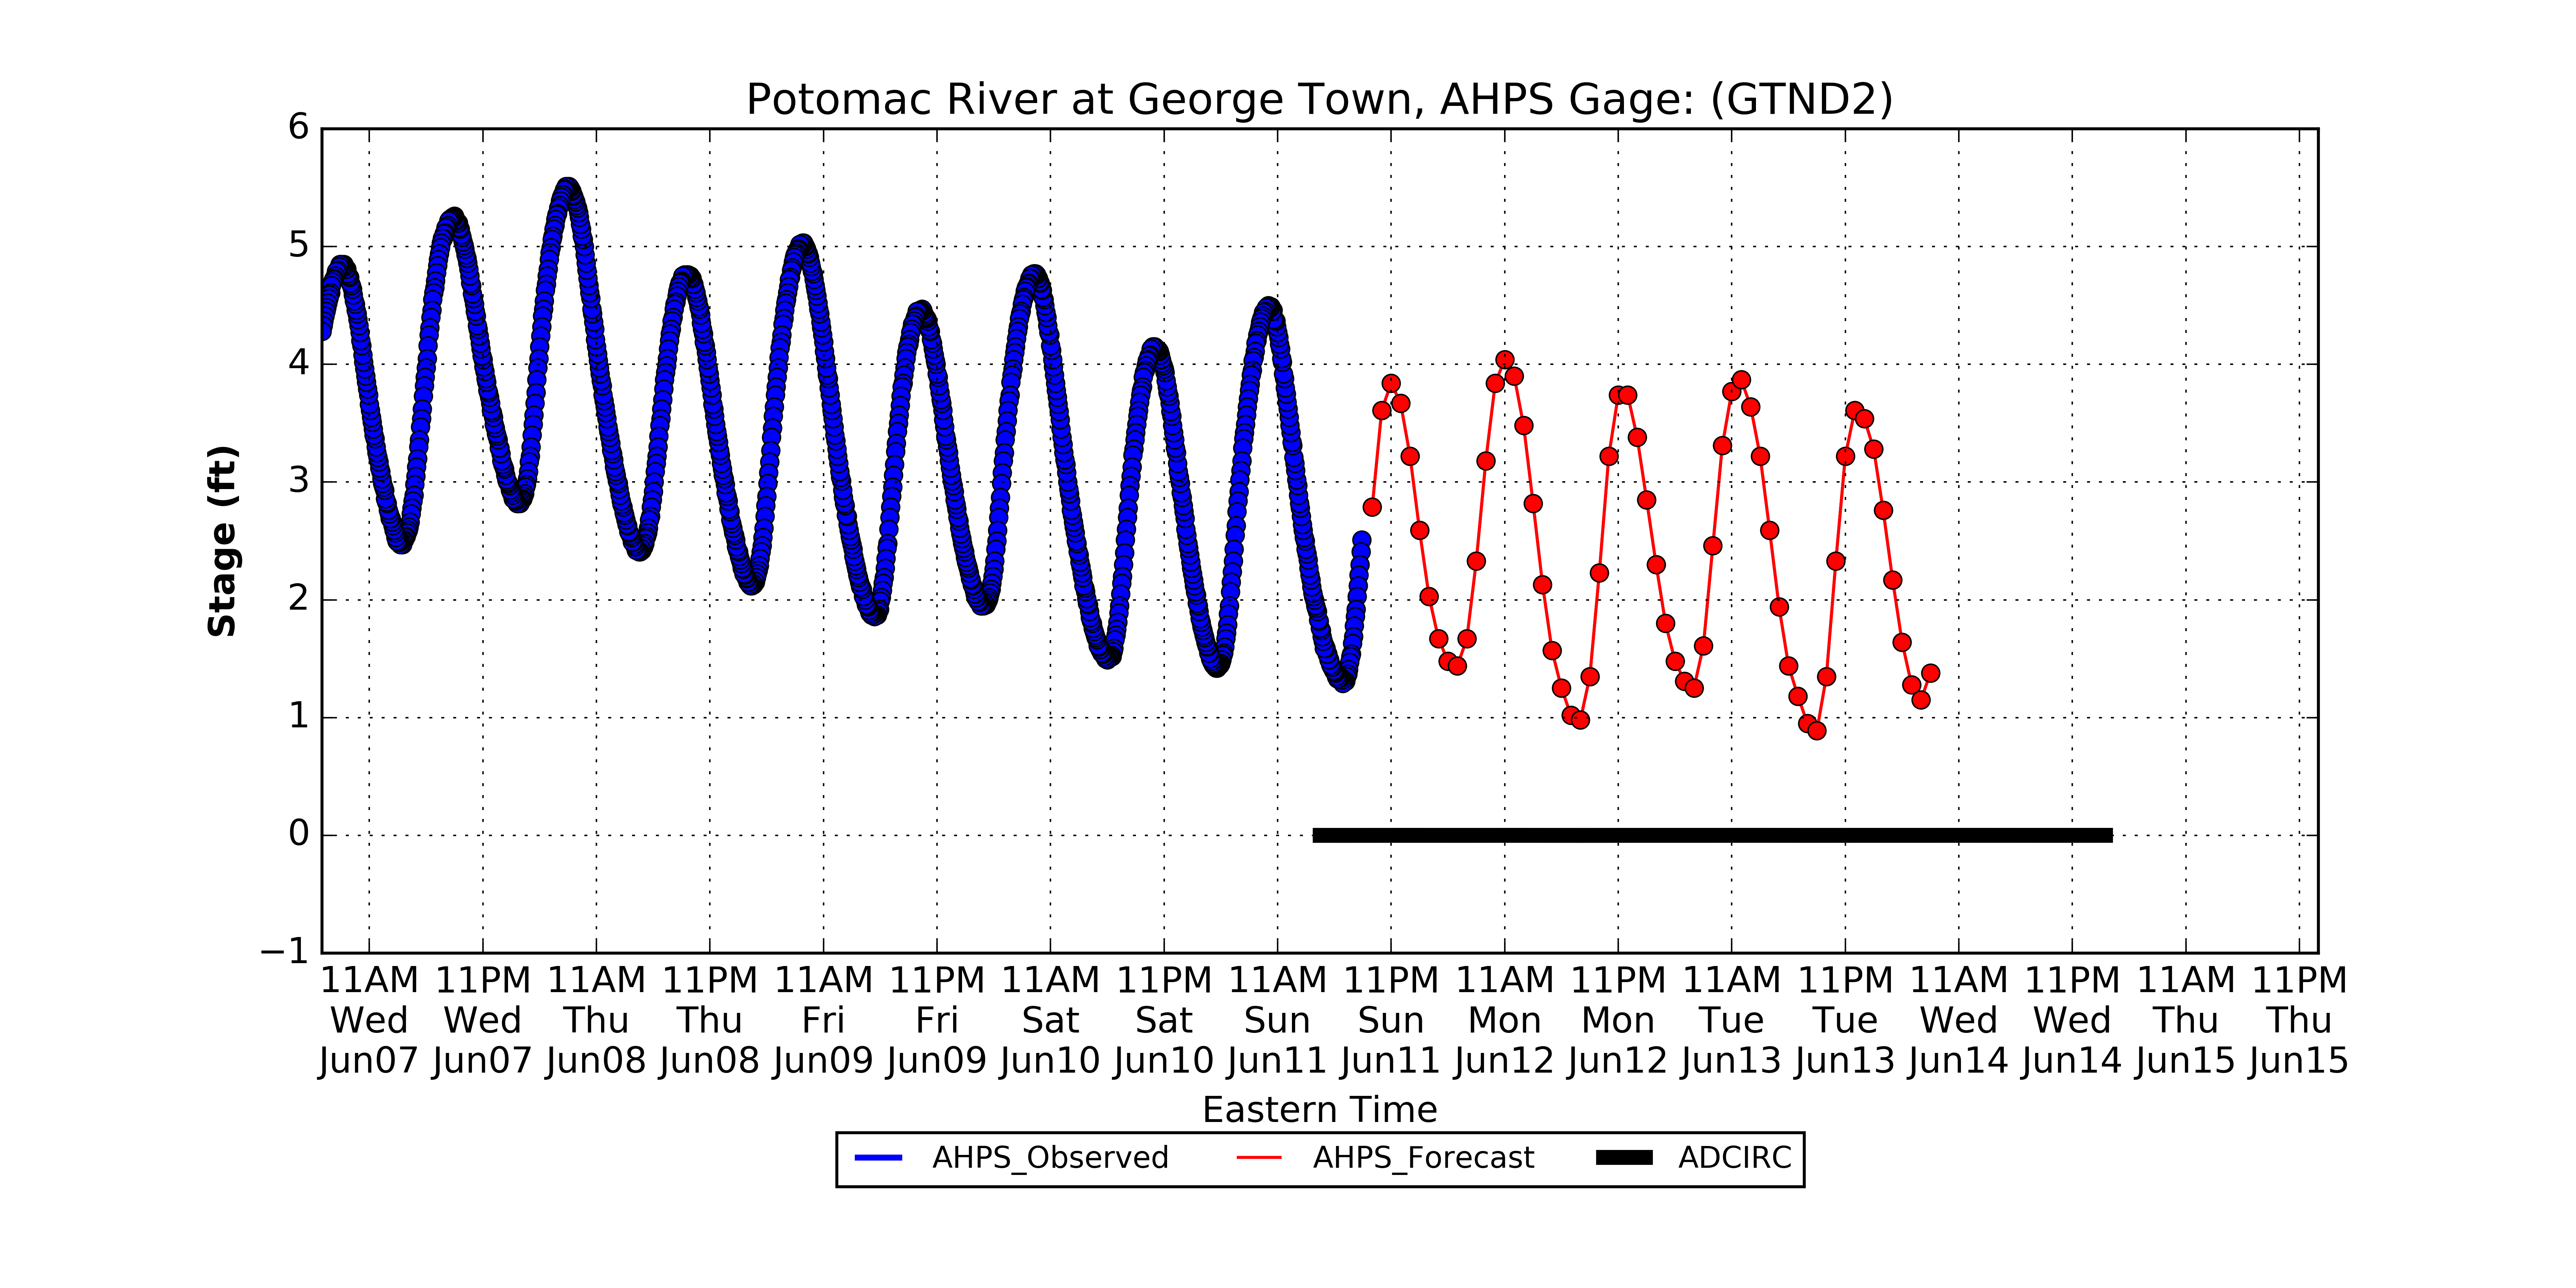 Potomac River at George Town, AHPS Gage: (GTND2)
Stage (ft)
6
5
4
3
2
1
0
−1
11AM 11PM 11AM 11PM 11AM 11PM 11AM 11PM 11AM 11PM 11AM 11PM 11AM 11PM 11AM 11PM 11AM 11PM
Wed Wed Thu Thu Fri Fri Sat Sat Sun Sun Mon Mon Tue Tue Wed Wed Thu Thu
Jun07 Jun07 Jun08 Jun08 Jun09 Jun09 Jun10 Jun10 Jun11 Jun11 Jun12 Jun12 Jun13 Jun13 Jun14 Jun14 Jun15 Jun15
Eastern Time
AHPS_Observed AHPS_Forecast ADCIRC